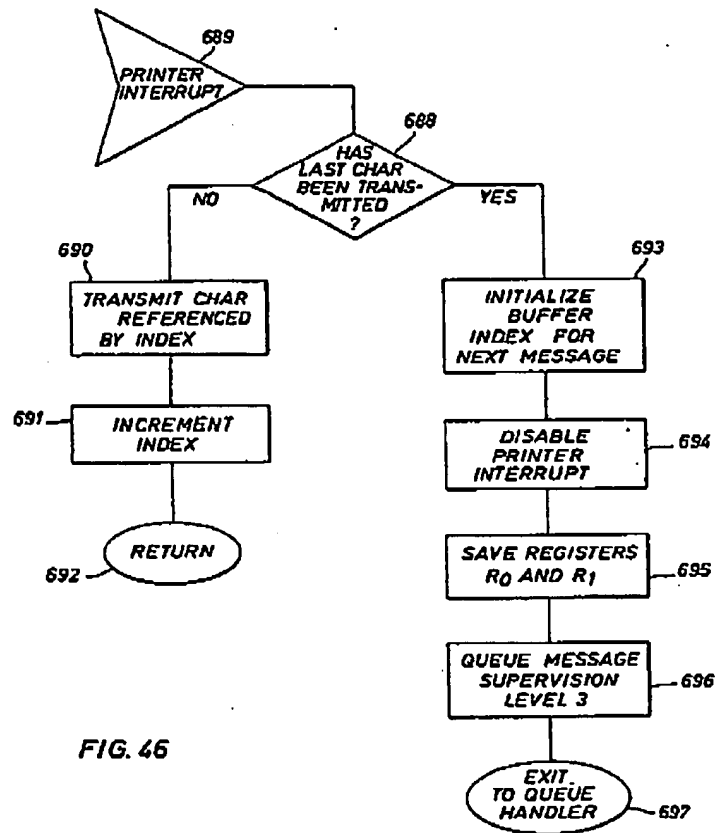 689
PRINTER
INTERRUPT
688
HAS
LAST CHAR
BEEN TRANS-
MITTED
?
NO
YES
690
TRANSMIT CHAR
REFERENCED
BY INDEX
691
INCREMENT
INDEX
RETURN
692
693
INITIALIZE
BUFFER
INDEX FOR
NEXT MESSAGE
DISABLE
PRINTER
INTERRUPT
694
SAVE REGISTERS
R0 AND R1
695
QUEUE MESSAGE
SUPERVISION
LEVEL 3
696
EXIT
TO QUEUE
HANDLER
697
FIG. 46